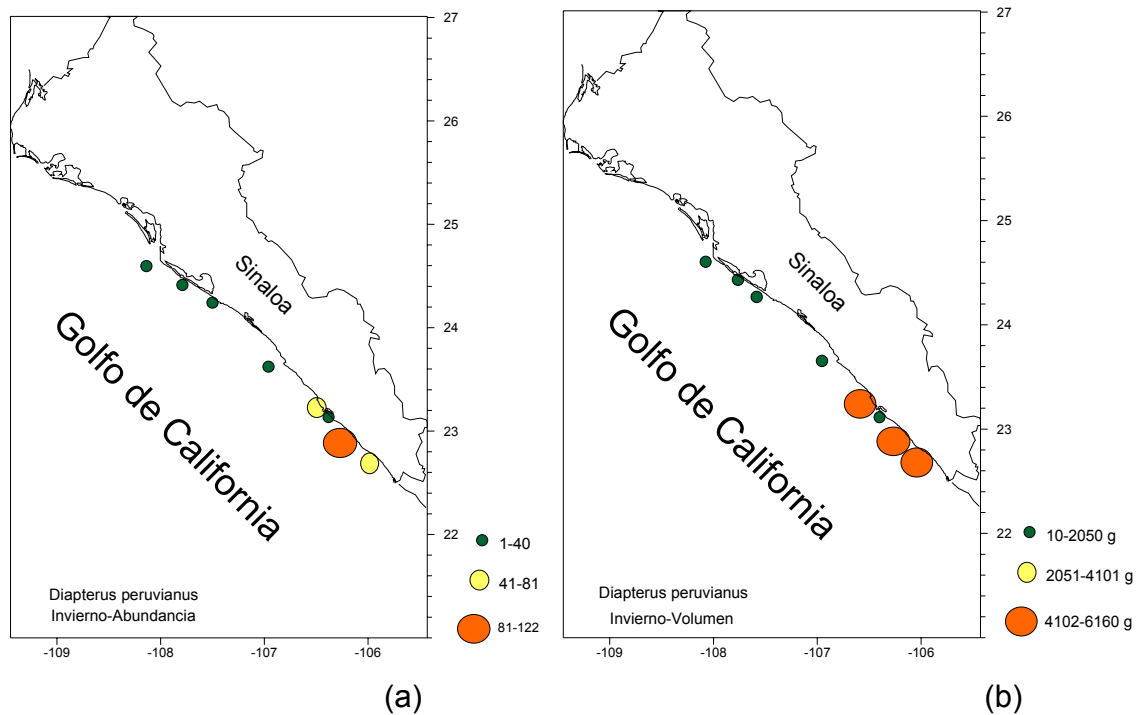 27
26
25
24
23
22
-109
-108
-107
-106
Sinaloa
Golfo de California
Diapterus peruvianus
Invierno-Abundancia
1-40
41-81
81-122
(a)
27
26
25
24
23
22
-109
-108
-107
-106
Sinaloa
Golfo de California
Diapterus peruvianus
Invierno-Volumen
10-2050 g
2051-4101 g
4102-6160 g
(b)